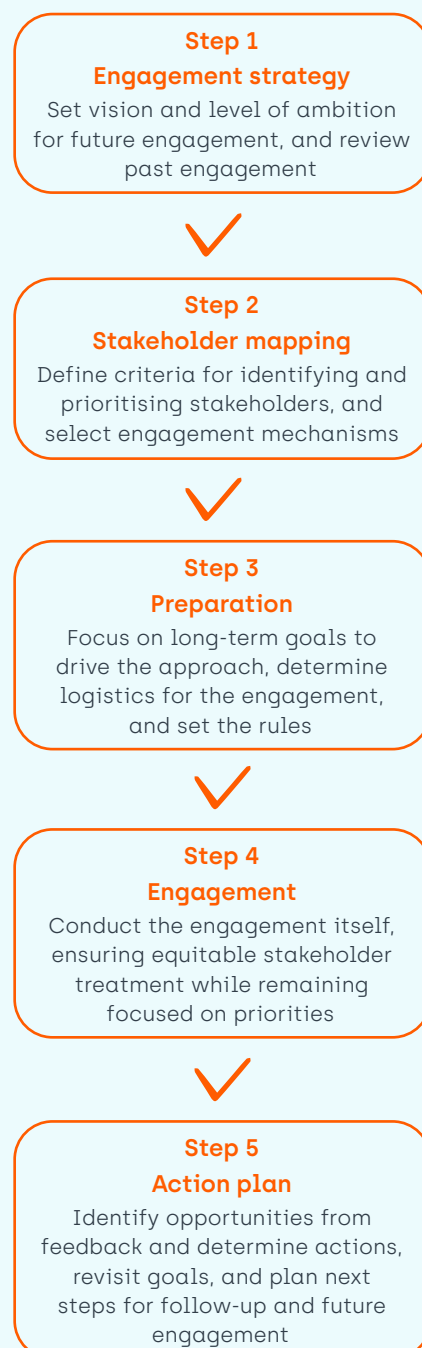 Step 1
Engagement strategy
Set vision and level of ambition
for future engagement, and review
past engagement
Step 2
Stakeholder mapping
Define criteria for identifying and
prioritising stakeholders, and
select engagement mechanisms
Step 3
Preparation
Focus on long-term goals to
drive the approach, determine
logistics for the engagement,
and set the rules
Step 4
Engagement
Conduct the engagement itself,
ensuring equitable stakeholder
treatment while remaining
focused on priorities
Step 5
Action plan
Identify opportunities from
feedback and determine actions,
revisit goals, and plan next
steps for follow-up and future
engagement